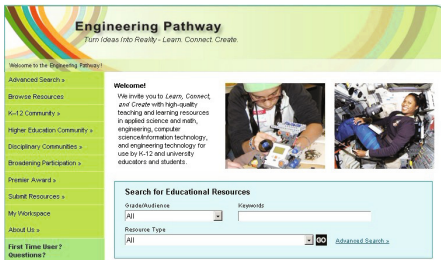 Engineering Pathway
Turn Ideas Into Reality - Learn. Connect. Create.
Welcome to the Engineering Pathway!
Advanced Search »
Browse Resources
K-12 Community »
Higher Education Community »
Disciplinary Communities »
Broadening Participation »
Premier Award »
Submit Resources »
My Workspace
About Us »
First Time User?
Questions?
Welcome!
We invite you to Learn, Connect,
and Create with high-quality
teaching and learning resources
in applied science and math,
engineering, computer
science/information technology,
and engineering technology for
use by K-12 and university
educators and students.
Search for Educational Resources
Grade/Audience Keywords
All
Resource Type
All GO Advanced Search »